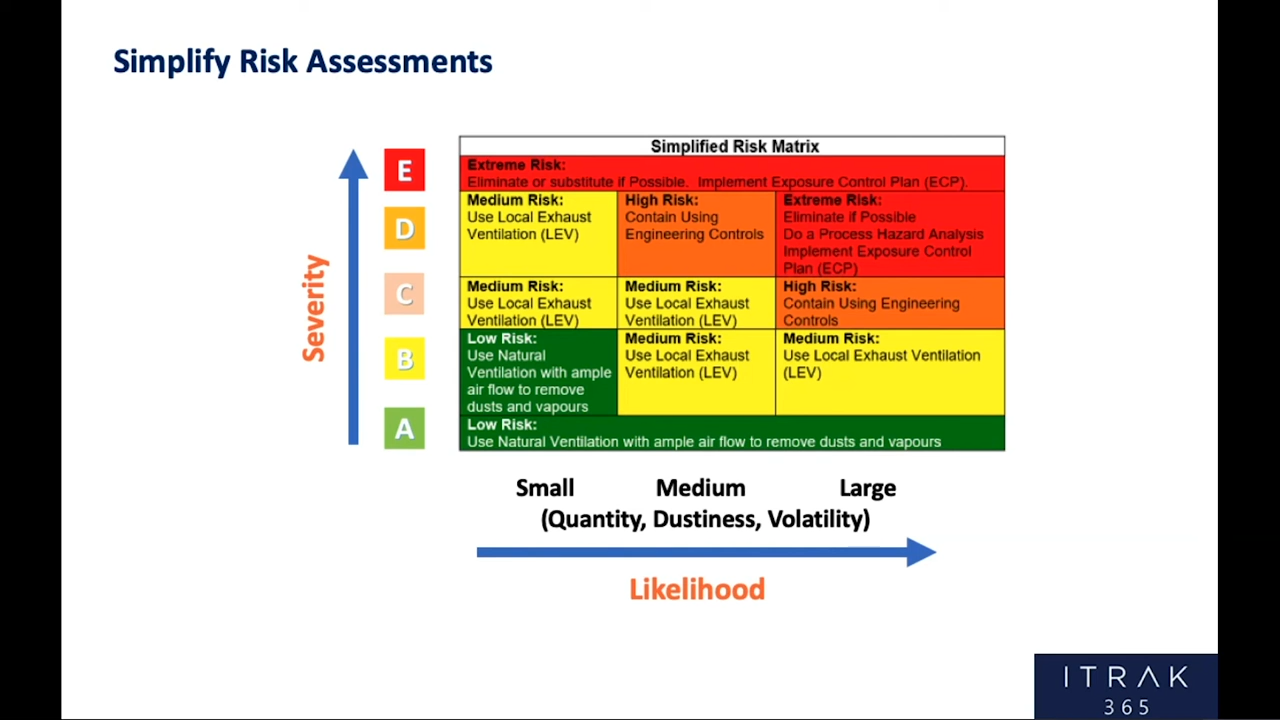 Simplify Risk Assessments
Simplified Risk Matrix
E
Extreme Risk:
Eliminate or substitute if Possible. Implement Exposure Control Plan (ECP).
D
Medium Risk:
Use Local Exhaust
Ventilation (LEV)
High Risk:
Contain Using
Engineering Controls
Extreme Risk:
Eliminate if Possible
Do a Process Hazard Analysis
Implement Exposure Control
Plan (ECP)
C
Medium Risk:
Use Local Exhaust
Ventilation (LEV)
Medium Risk:
Use Local Exhaust
Ventilation (LEV)
High Risk:
Contain Using Engineering
Controls
B
Low Risk:
Use Natural
Ventilation with ample
air flow to remove
dusts and vapours
Medium Risk:
Use Local Exhaust
Ventilation (LEV)
Medium Risk:
Use Local Exhaust Ventilation
(LEV)
A
Low Risk:
Use Natural Ventilation with ample air flow to remove dusts and vapours
Severity
Small Medium Large
(Quantity, Dustiness, Volatility)
Likelihood
ITRAK
365